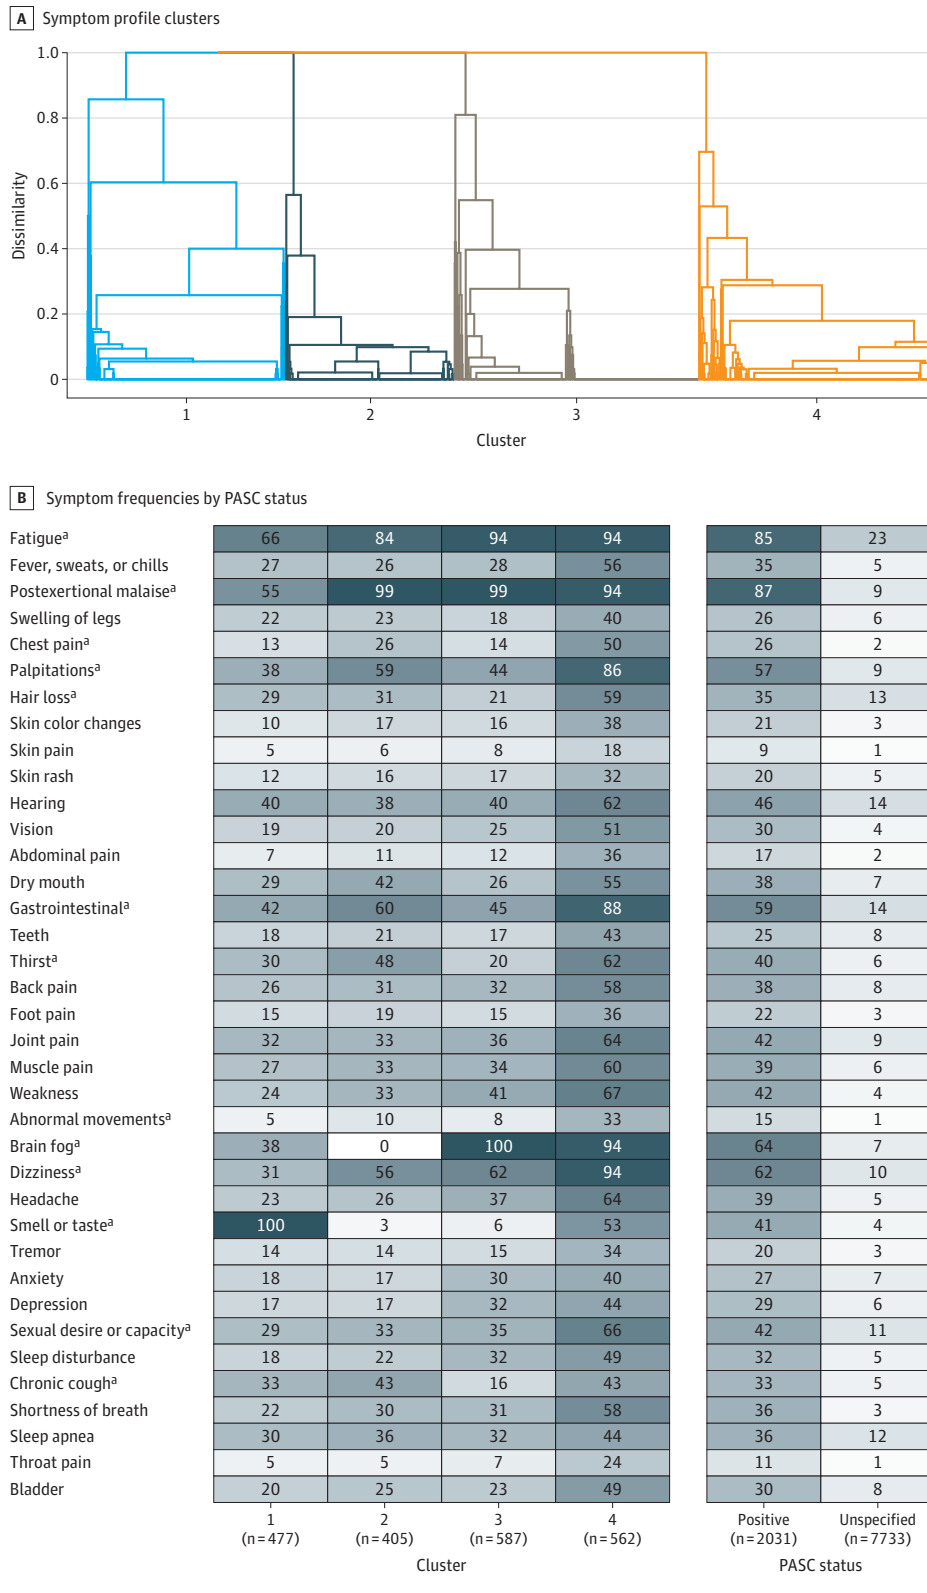 A Symptom profile clusters
1.0
0.8
0.6
0.4
0.2
0
Dissimilarity
1 2 3 4
Cluster
B Symptom frequencies by PASC status
Fatigueᵃ 66 84 94 94 85 23
Fever, sweats, or chills 27 26 28 56 35 5
Postexertional malaiseᵃ 55 99 99 94 87 9
Swelling of legs 22 23 18 40 26 6
Chest painᵃ 13 26 14 50 26 2
Palpitationsᵃ 38 59 44 86 57 9
Hair lossᵃ 29 31 21 59 35 13
Skin color changes 10 17 16 38 21 3
Skin pain 5 6 8 18 9 1
Skin rash 12 16 17 32 20 5
Hearing 40 38 40 62 46 14
Vision 19 20 25 51 30 4
Abdominal pain 7 11 12 36 17 2
Dry mouth 29 42 26 55 38 7
Gastrointestinalᵃ 42 60 45 88 59 14
Teeth 18 21 17 43 25 8
Thirstᵃ 30 48 20 62 40 6
Back pain 26 31 32 58 38 8
Foot pain 15 19 15 36 22 3
Joint pain 32 33 36 64 42 9
Muscle pain 27 33 34 60 39 6
Weakness 24 33 41 67 42 4
Abnormal movementsᵃ 5 10 8 33 15 1
Brain fogᵃ 38 0 100 94 64 7
Dizzinessᵃ 31 56 62 94 62 10
Headache 23 26 37 64 39 5
Smell or tasteᵃ 100 3 6 53 41 4
Tremor 14 14 15 34 20 3
Anxiety 18 17 30 40 27 7
Depression 17 17 32 44 29 6
Sexual desire or capacityᵃ 29 33 35 66 42 11
Sleep disturbance 18 22 32 49 32 5
Chronic coughᵃ 33 43 16 43 33 5
Shortness of breath 22 30 31 58 36 3
Sleep apnea 30 36 32 44 36 12
Throat pain 5 5 7 24 11 1
Bladder 20 25 23 49 30 8
1 2 3 4 Positive Unspecified
(n=477) (n=405) (n=587) (n=562) (n=2031) (n=7733)
Cluster PASC status